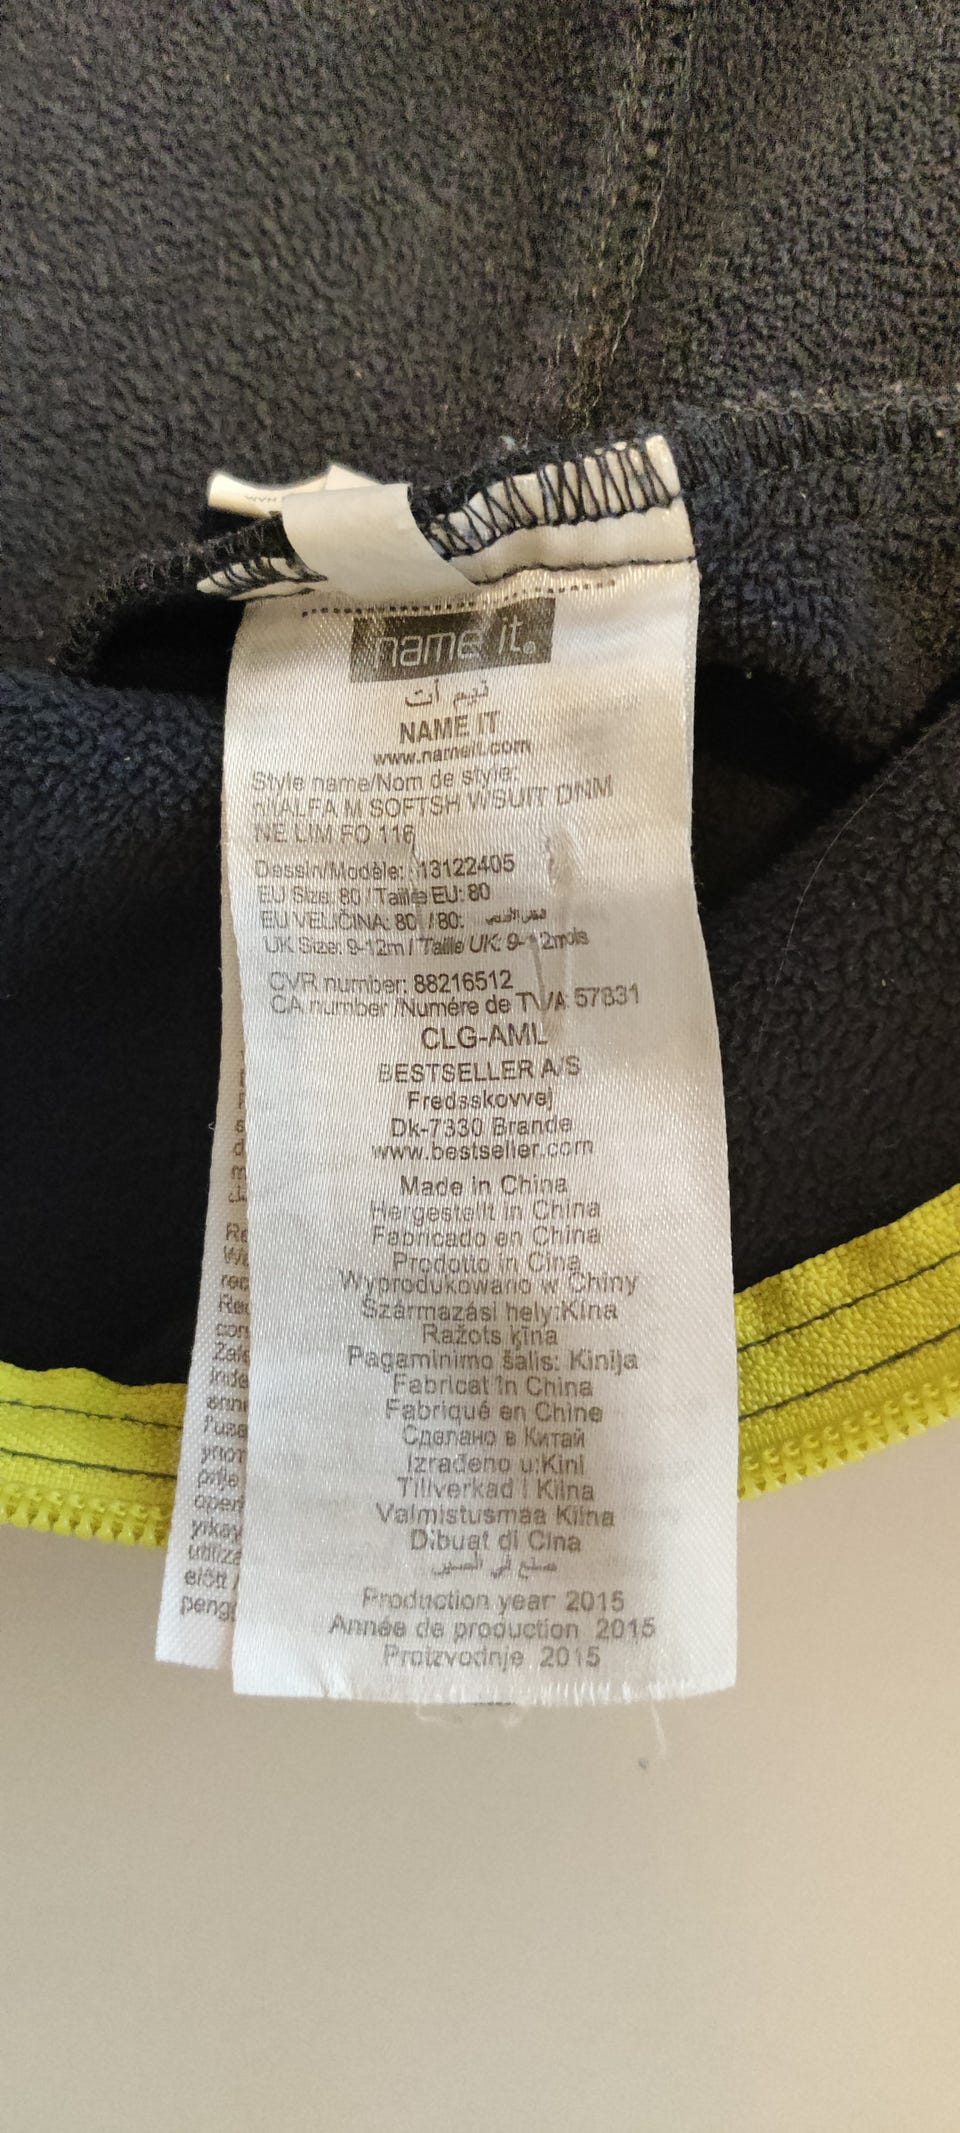 name it.
نيم أت
NAME IT
www.nameit.com
Style name/Nom de style:
nitALFA M SOFTSH WSUIT DNM
NE LIM FO 116
Dessin/Modèle: 13122405
EU Size: 80 / Taille EU: 80
EU VELIČINA: 80 / 80:
UK Size: 9-12m / Taille UK: 9-12mois
CVR number: 88216512
CA number /Numére de TVA 57831
CLG-AML
BESTSELLER A/S
Fredsskovvej
Dk-7330 Brande
www.bestseller.com
Made in China
Hergestellt in China
Fabricado en China
Prodotto in Cina
Wyprodukowano w Chiny
Származási hely:Kína
Ražots ķīna
Pagaminimo šalis: Kinija
Fabricat în China
Fabriqué en Chine
Сделано в Китай
Izrađeno u:Kini
Tillverkad i Kiina
Valmistusmaa Kiina
Dibuat di Cina
صنع في الصين
Production year 2015
Année de production 2015
Proizvodnje 2015